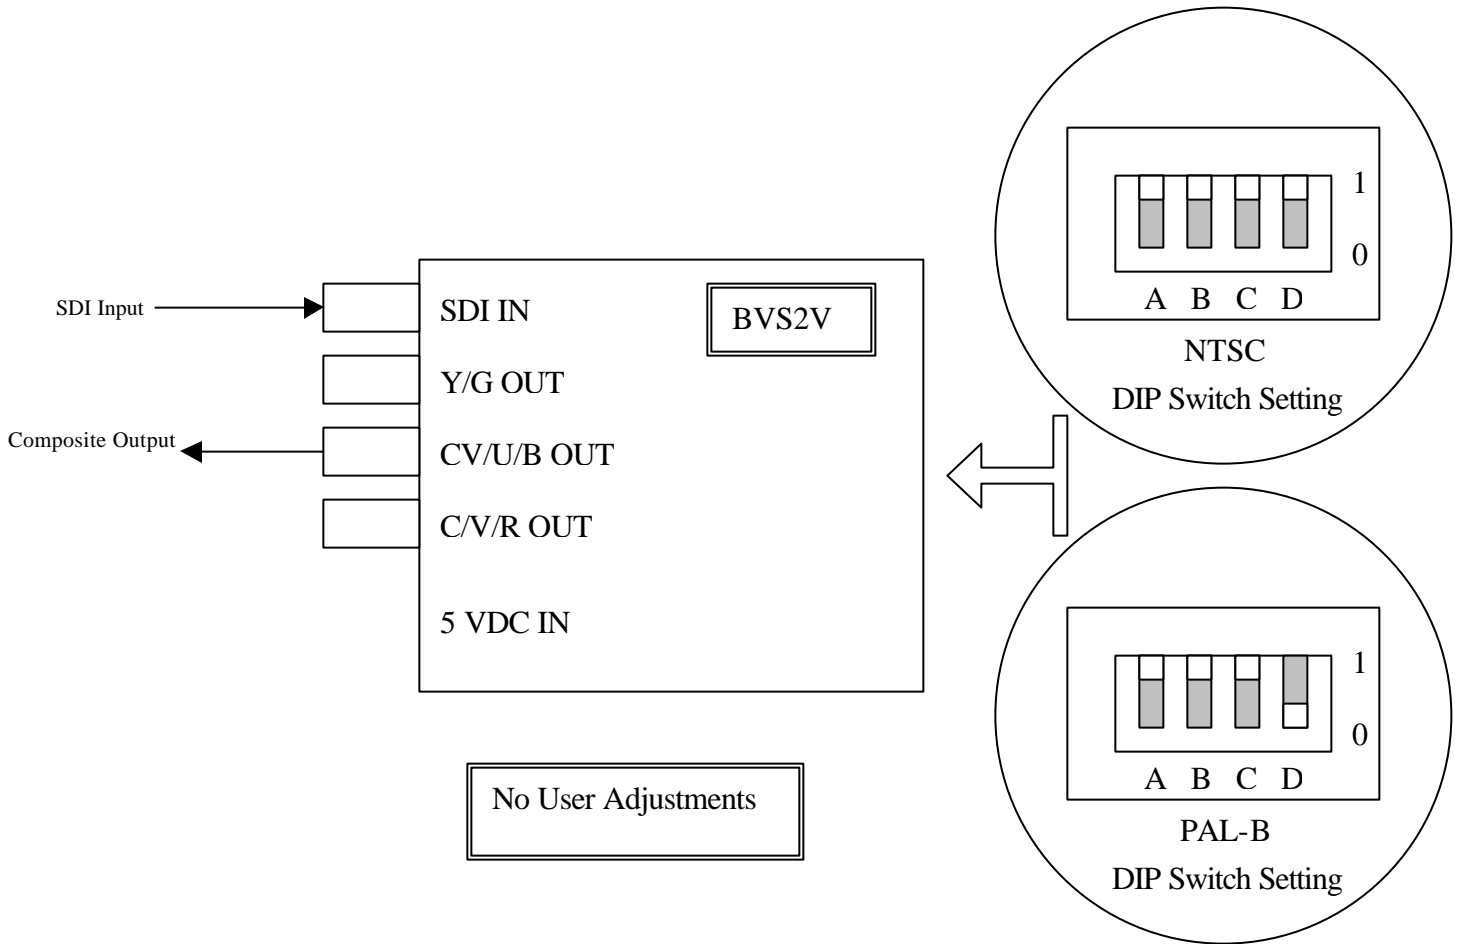 SDI Input
Composite Output
SDI IN
Y/G OUT
CV/U/B OUT
C/V/R OUT
5 VDC IN
BVS2V
No User Adjustments
1
0
A B C D
NTSC
DIP Switch Setting
1
0
A B C D
PAL-B
DIP Switch Setting